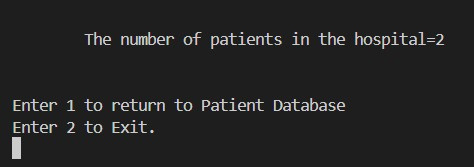 The number of patients in the hospital=2
Enter 1 to return to Patient Database
Enter 2 to Exit.